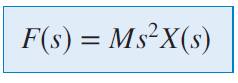 F(s) = Ms²X(s)